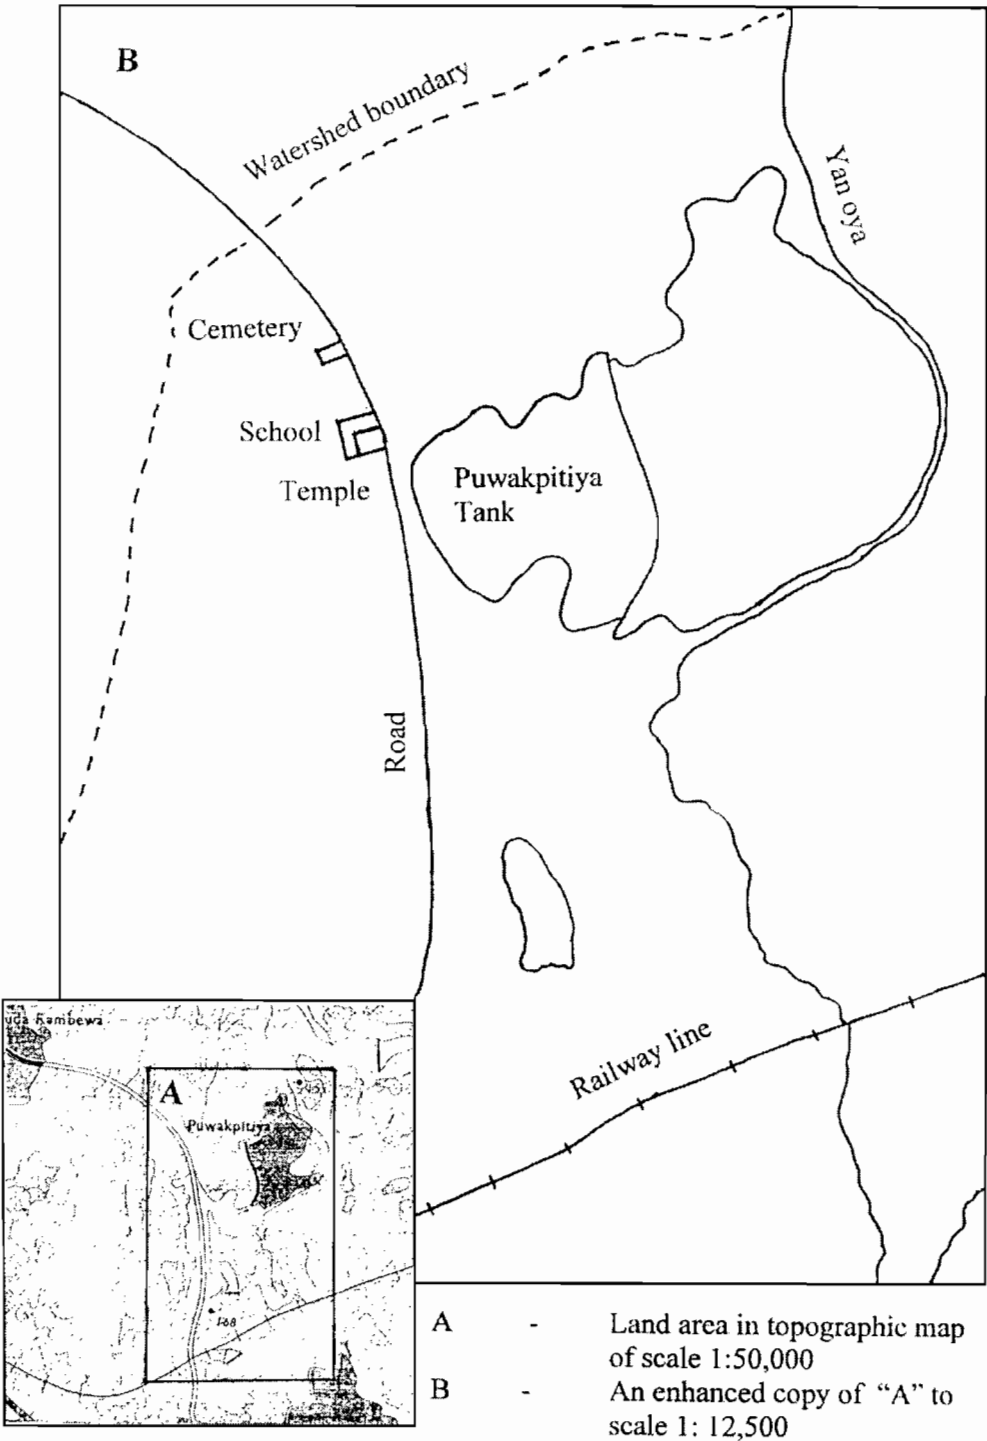 B
Watershed boundary
Yan oya
Cemetery
School
Temple
Puwakpitiya
Tank
Road
Railway line
uda Rambewa
A
Puwakpitiya
168
A - Land area in topographic map
of scale 1:50,000
B - An enhanced copy of “A” to
scale 1: 12,500